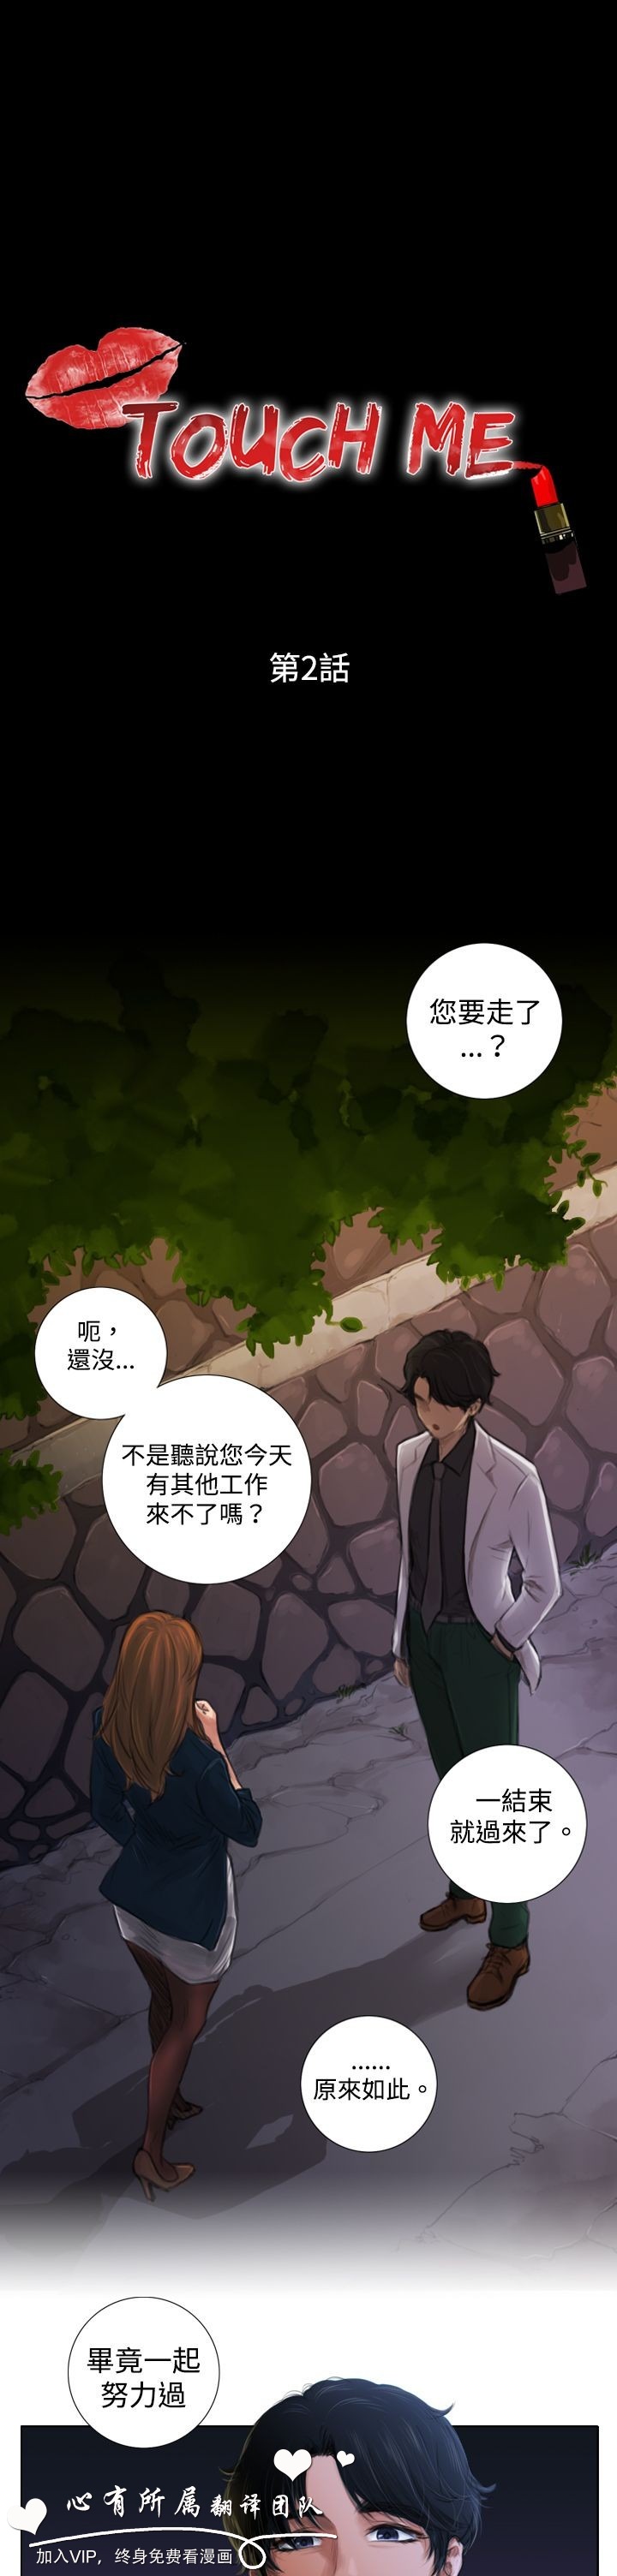 TOUCH ME
第2話
您要走了
...？
呃，
還沒...
不是聽說您今天
有其他工作
來不了嗎？
一結束
就過來了。
......
原來如此。
畢竟一起
努力過
心有所属翻译团队
加入VIP，终身免费看漫画